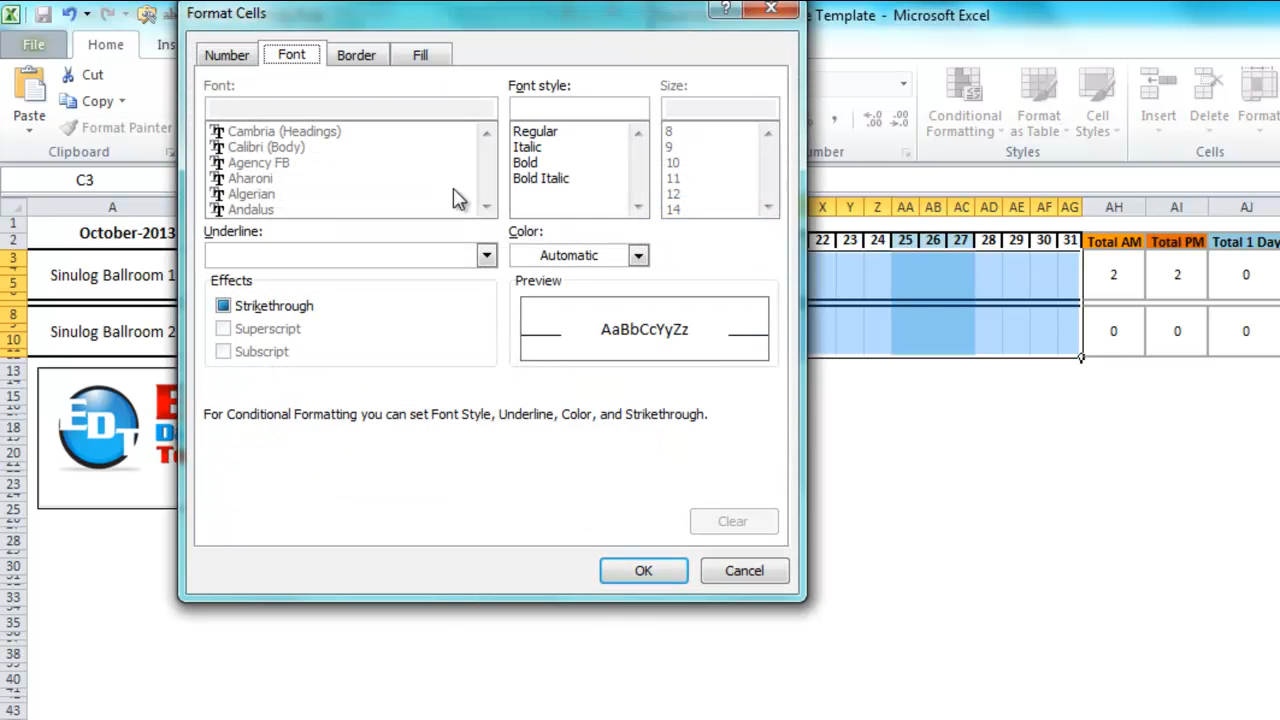 Format Cells
e Template - Microsoft Excel
File Home Ins
Number Font Border Fill
Cut
Copy
Format Painter
Paste
Clipboard
Font: Font style: Size:
Cambria (Headings)
Calibri (Body)
Agency FB
Aharoni
Algerian
Andalus
Regular
Italic
Bold
Bold Italic
8
9
10
11
12
14
Underline: Color:
Automatic
Effects
Strikethrough
Superscript
Subscript
Preview
AaBbCcYyZz
For Conditional Formatting you can set Font Style, Underline, Color, and Strikethrough.
Clear
OK Cancel
Conditional Formatting
Format as Table
Cell Styles
Insert Delete Format
mber Styles Cells
C3
A X Y Z AA AB AC AD AE AF AG AH AI AJ
1
2 October-2013 22 23 24 25 26 27 28 29 30 31 Total AM Total PM Total 1 Day
3
5 Sinulog Ballroom 1 2 2 0
8
10 Sinulog Ballroom 2 0 0 0
13
15
18
20
23
25
28
30
33
35
38
40
43
EDT